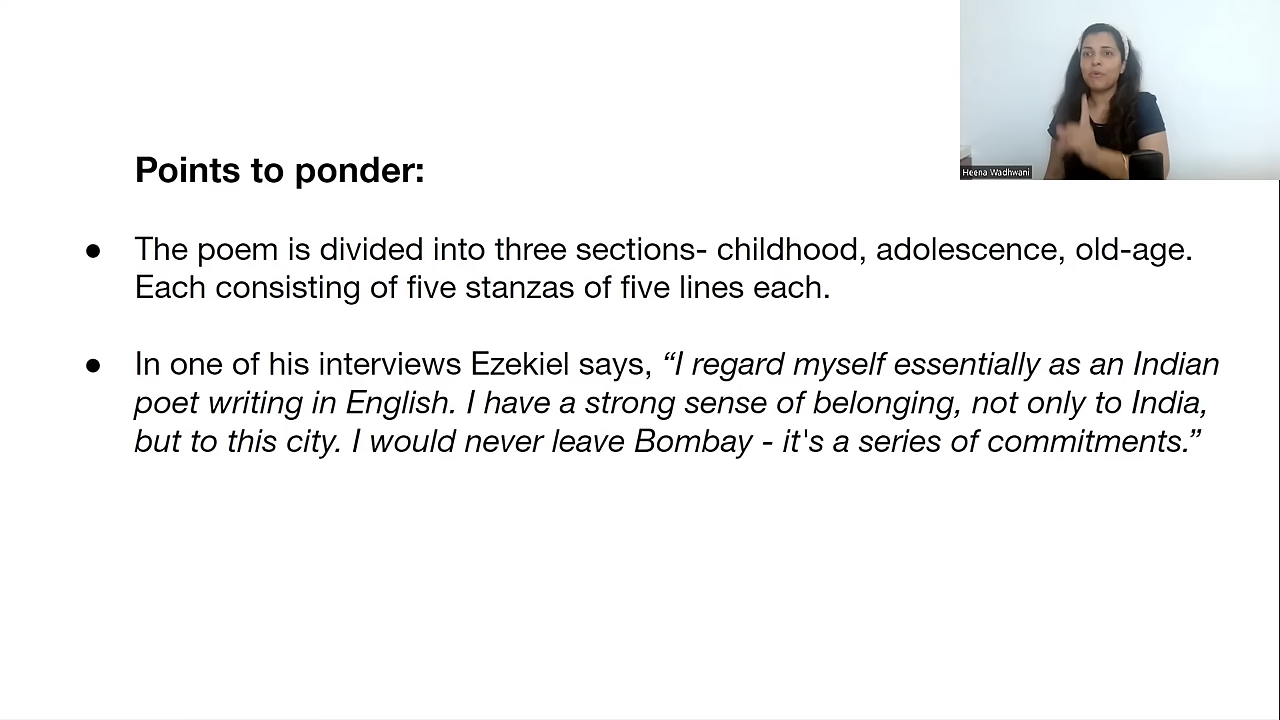 Heena Wadhwani
Points to ponder:
● The poem is divided into three sections- childhood, adolescence, old-age.
Each consisting of five stanzas of five lines each.
● In one of his interviews Ezekiel says, “I regard myself essentially as an Indian
poet writing in English. I have a strong sense of belonging, not only to India,
but to this city. I would never leave Bombay - it's a series of commitments.”